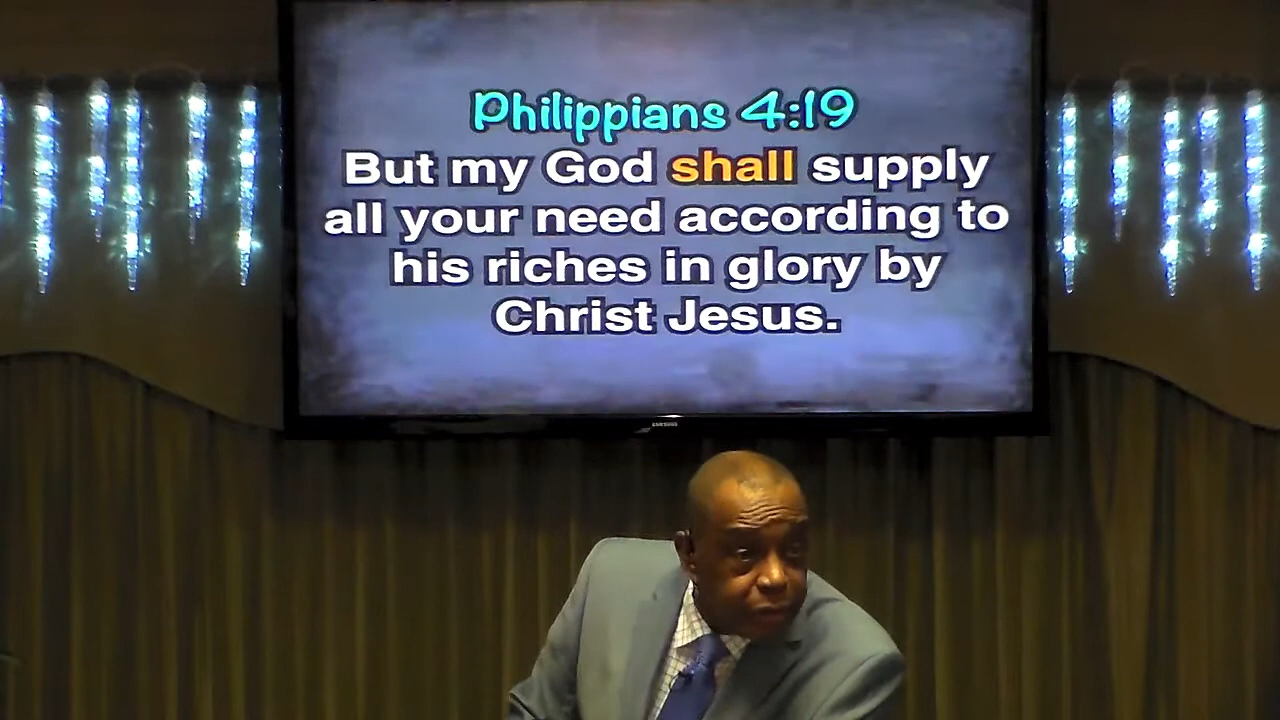 Philippians 4:19
But my God shall supply
all your need according to
his riches in glory by
Christ Jesus.
SAMSUNG